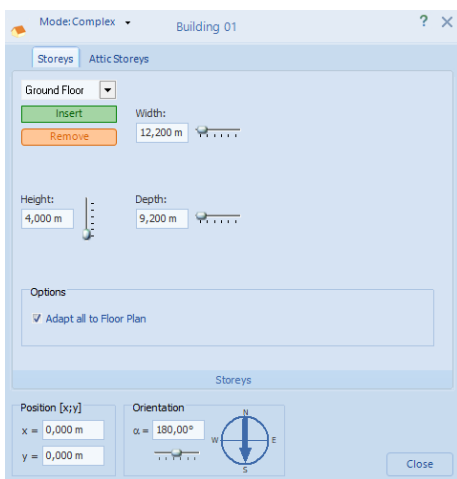 Mode:Complex
Building 01
?
Storeys
Attic Storeys
Ground Floor
Insert
Width:
Remove
12,200 m
Height:
Depth:
4,000 m
9,200 m
Options
Adapt all to Floor Plan
Storeys
Position [x;y]
Orientation
x = 0,000 m
α = 180,00°
N
W
E
S
y = 0,000 m
Close